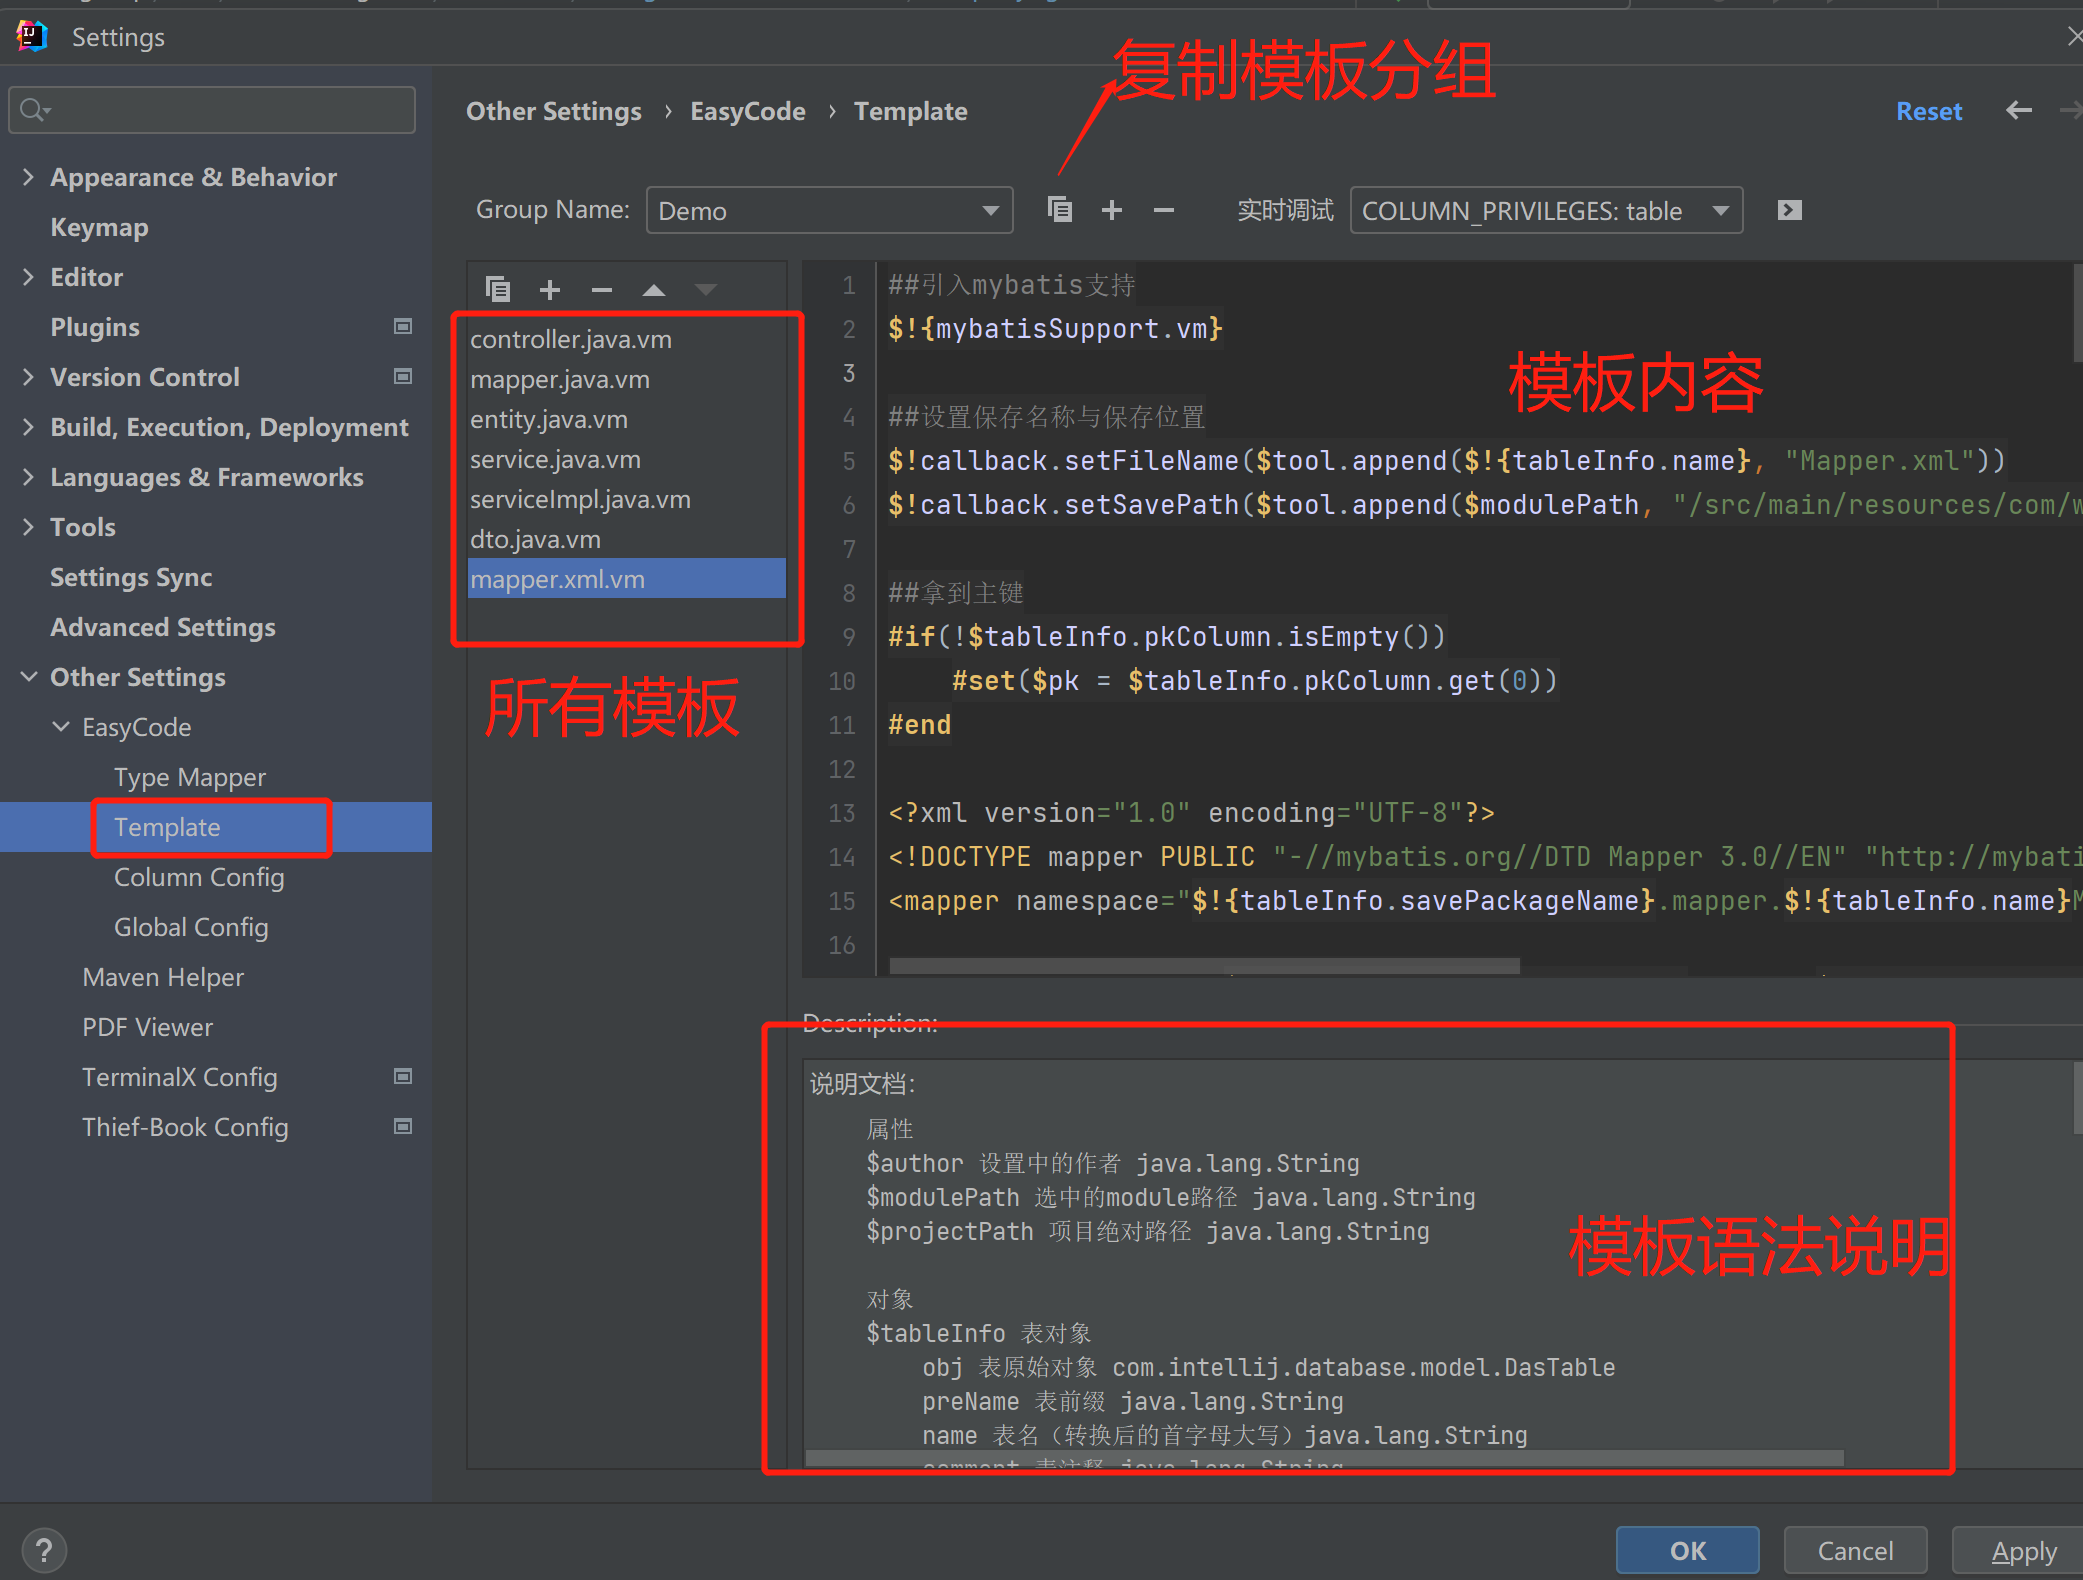 Settings
复制模板分组
Other Settings › EasyCode › Template
Reset
Appearance & Behavior
Keymap
Editor
Plugins
Version Control
Build, Execution, Deployment
Languages & Frameworks
Tools
Settings Sync
Advanced Settings
Other Settings
EasyCode
Type Mapper
Template
Column Config
Global Config
Maven Helper
PDF Viewer
TerminalX Config
Thief-Book Config
Group Name: Demo
实时调试 COLUMN_PRIVILEGES: table
controller.java.vm
mapper.java.vm
entity.java.vm
service.java.vm
serviceImpl.java.vm
dto.java.vm
mapper.xml.vm
所有模板
1 ##引入mybatis支持
2 $!{mybatisSupport.vm}
3
模板内容
4 ##设置保存名称与保存位置
5 $!callback.setFileName($tool.append($!{tableInfo.name}, "Mapper.xml"))
6 $!callback.setSavePath($tool.append($modulePath, "/src/main/resources/com/w
7
8 ##拿到主键
9 #if(!$tableInfo.pkColumn.isEmpty())
10 #set($pk = $tableInfo.pkColumn.get(0))
11 #end
12
13 <?xml version="1.0" encoding="UTF-8"?>
14 <!DOCTYPE mapper PUBLIC "-//mybatis.org//DTD Mapper 3.0//EN" "http://mybati
15 <mapper namespace="$!{tableInfo.savePackageName}.mapper.$!{tableInfo.name}M
16
Description:
说明文档：
属性
$author 设置中的作者 java.lang.String
$modulePath 选中的module路径 java.lang.String
$projectPath 项目绝对路径 java.lang.String
模板语法说明
对象
$tableInfo 表对象
obj 表原始对象 com.intellij.database.model.DasTable
preName 表前缀 java.lang.String
name 表名（转换后的首字母大写）java.lang.String
comment 表注释 java.lang.String
?
OK
Cancel
Apply